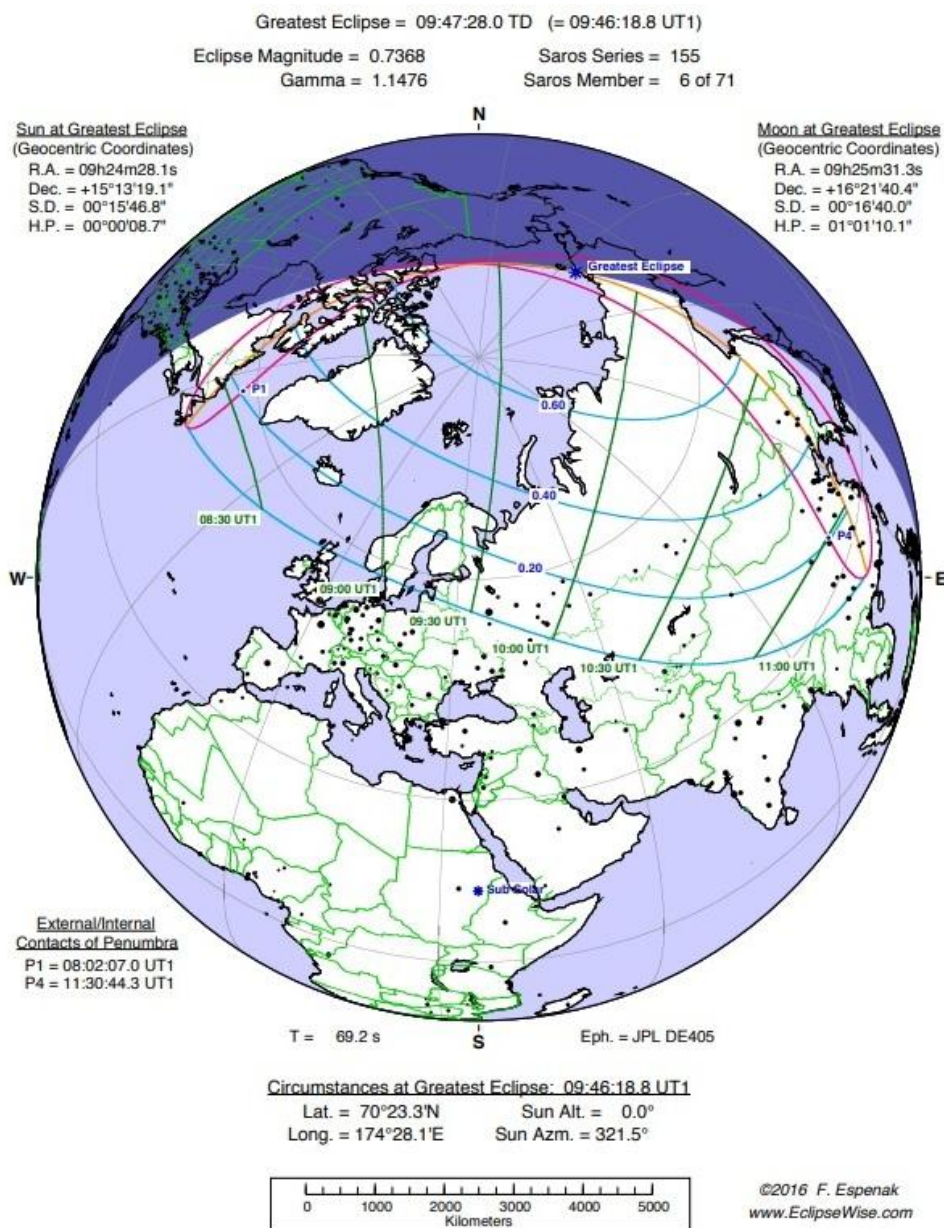 Greatest Eclipse = 09:47:28.0 TD (= 09:46:18.8 UT1)
Eclipse Magnitude = 0.7368
Gamma = 1.1476
Saros Series = 155
Saros Member = 6 of 71
Sun at Greatest Eclipse
(Geocentric Coordinates)
R.A. = 09h24m28.1s
Dec. = +15°13'19.1"
S.D. = 00°15'46.8"
H.P. = 00°00'08.7"
Moon at Greatest Eclipse
(Geocentric Coordinates)
R.A. = 09h25m31.3s
Dec. = +16°21'40.4"
S.D. = 00°16'40.0"
H.P. = 01°01'10.1"
N
Greatest Eclipse
P1
0.60
0.40
08:30 UT1
P4
0.20
W
E
09:00 UT1
09:30 UT1
10:00 UT1
10:30 UT1
11:00 UT1
Sub Solar
External/Internal
Contacts of Penumbra
P1 = 08:02:07.0 UT1
P4 = 11:30:44.3 UT1
T = 69.2 s
S
Eph. = JPL DE405
Circumstances at Greatest Eclipse: 09:46:18.8 UT1
Lat. = 70°23.3'N
Long. = 174°28.1'E
Sun Alt. = 0.0°
Sun Azm. = 321.5°
0 1000 2000 3000 4000 5000
Kilometers
©2016 F. Espenak
www.EclipseWise.com